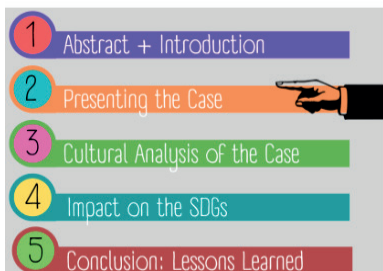 1 Abstract + Introduction
2 Presenting the Case
3 Cultural Analysis of the Case
4 Impact on the SDGs
5 Conclusion: Lessons Learned